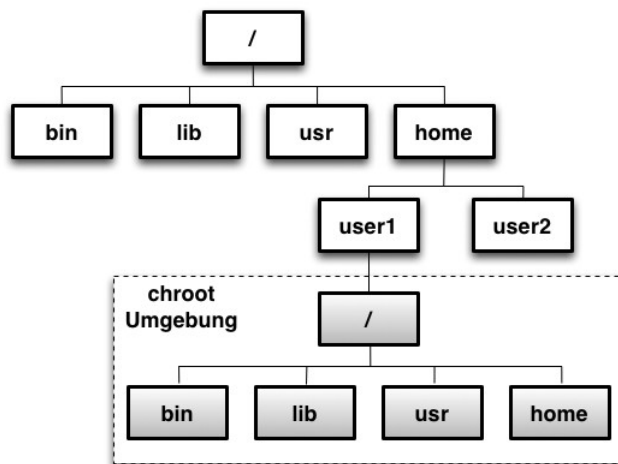 /
bin lib usr home
user1 user2
chroot
Umgebung
/
bin lib usr home